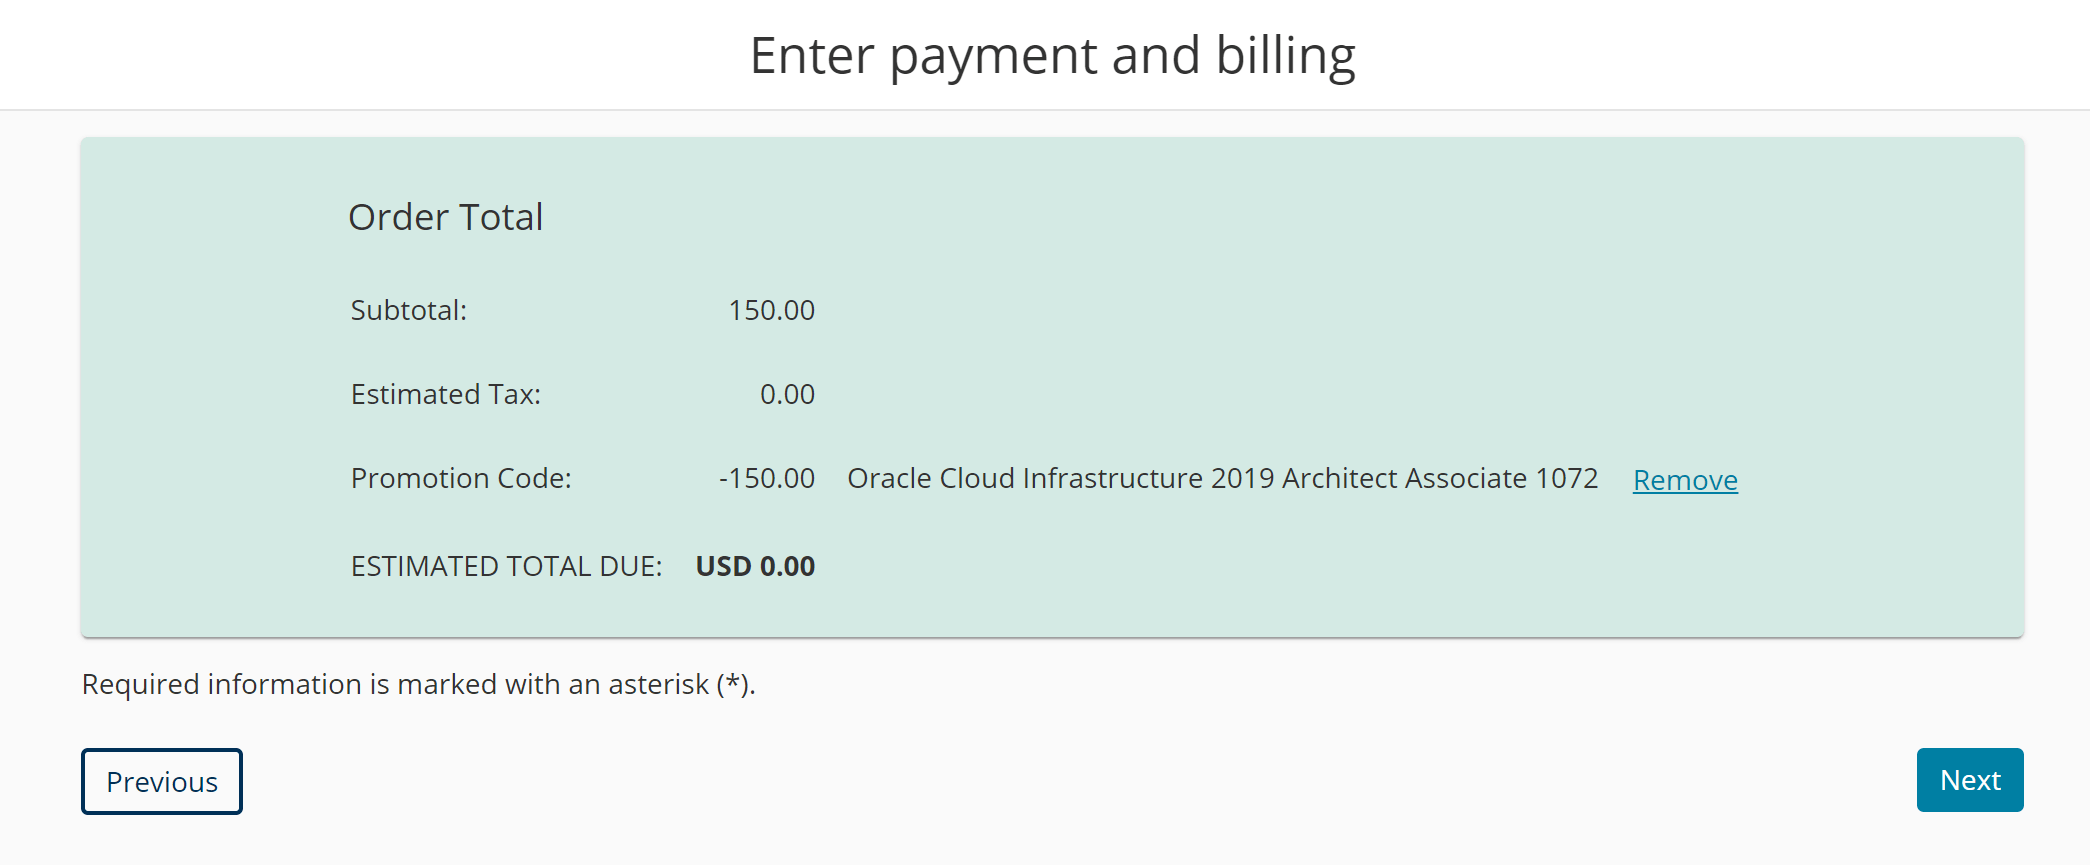 Enter payment and billing
Order Total
Subtotal: 150.00
Estimated Tax: 0.00
Promotion Code: -150.00 Oracle Cloud Infrastructure 2019 Architect Associate 1072 Remove
ESTIMATED TOTAL DUE: USD 0.00
Required information is marked with an asterisk (*).
Previous Next